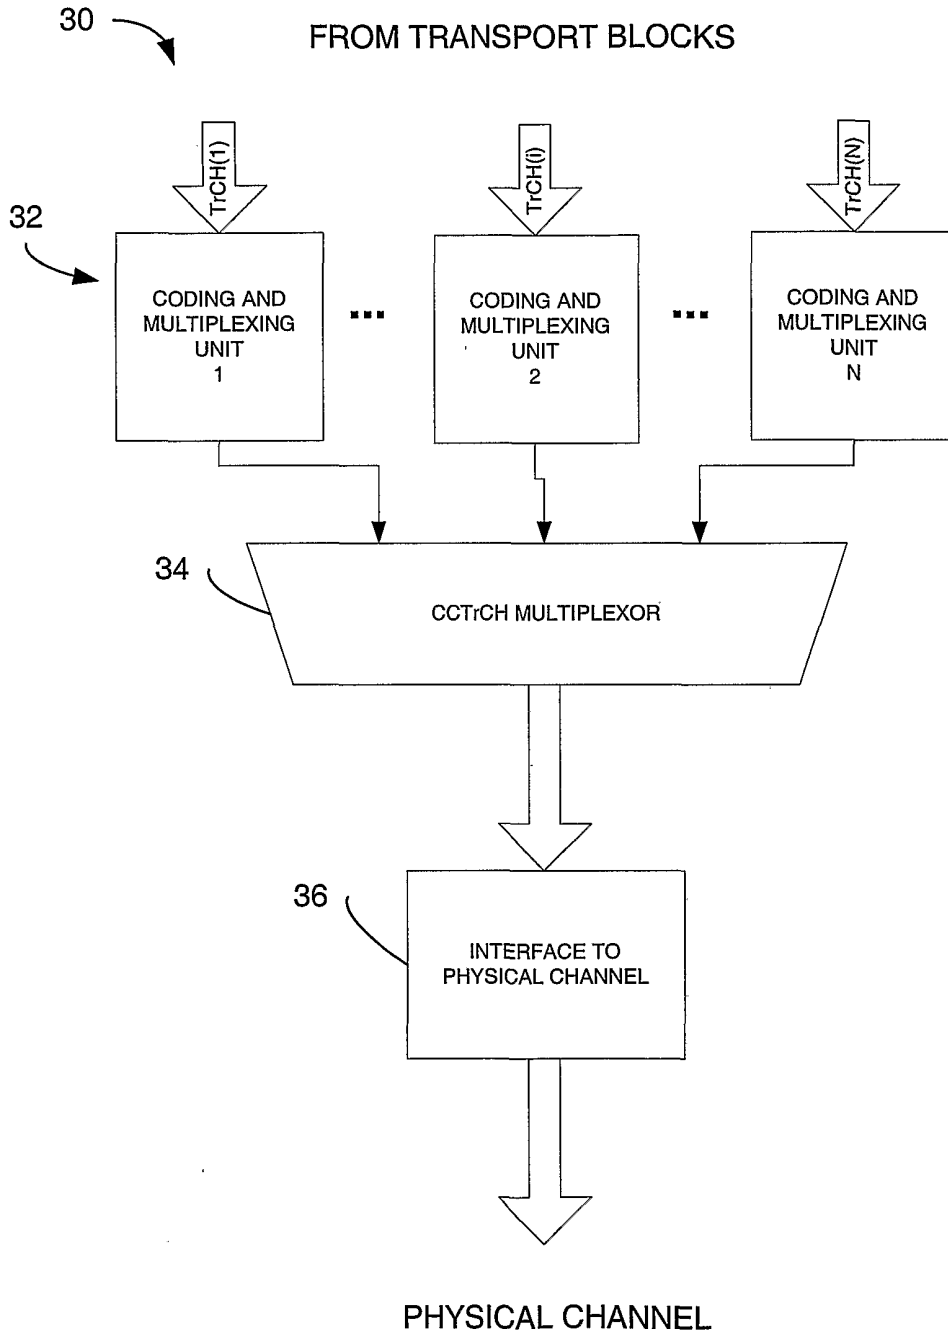 30
FROM TRANSPORT BLOCKS
TrCH(1)
TrCH(i)
TrCH(N)
32
CODING AND
MULTIPLEXING
UNIT
1
...
CODING AND
MULTIPLEXING
UNIT
2
...
CODING AND
MULTIPLEXING
UNIT
N
34
CCTrCH MULTIPLEXOR
36
INTERFACE TO
PHYSICAL CHANNEL
PHYSICAL CHANNEL